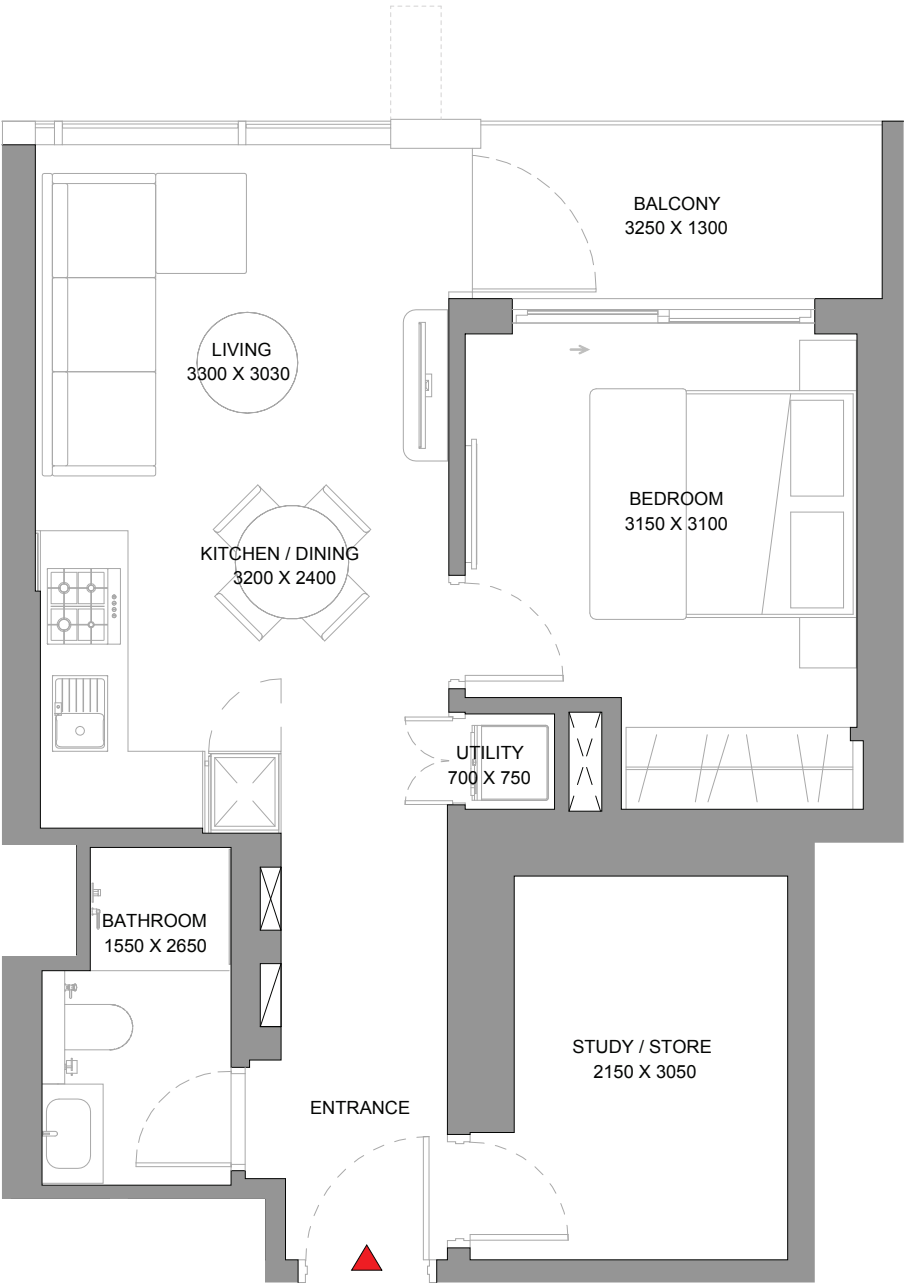 BALCONY
3250 X 1300
LIVING
3300 X 3030
BEDROOM
3150 X 3100
KITCHEN / DINING
3200 X 2400
UTILITY
700 X 750
BATHROOM
1550 X 2650
STUDY / STORE
2150 X 3050
ENTRANCE